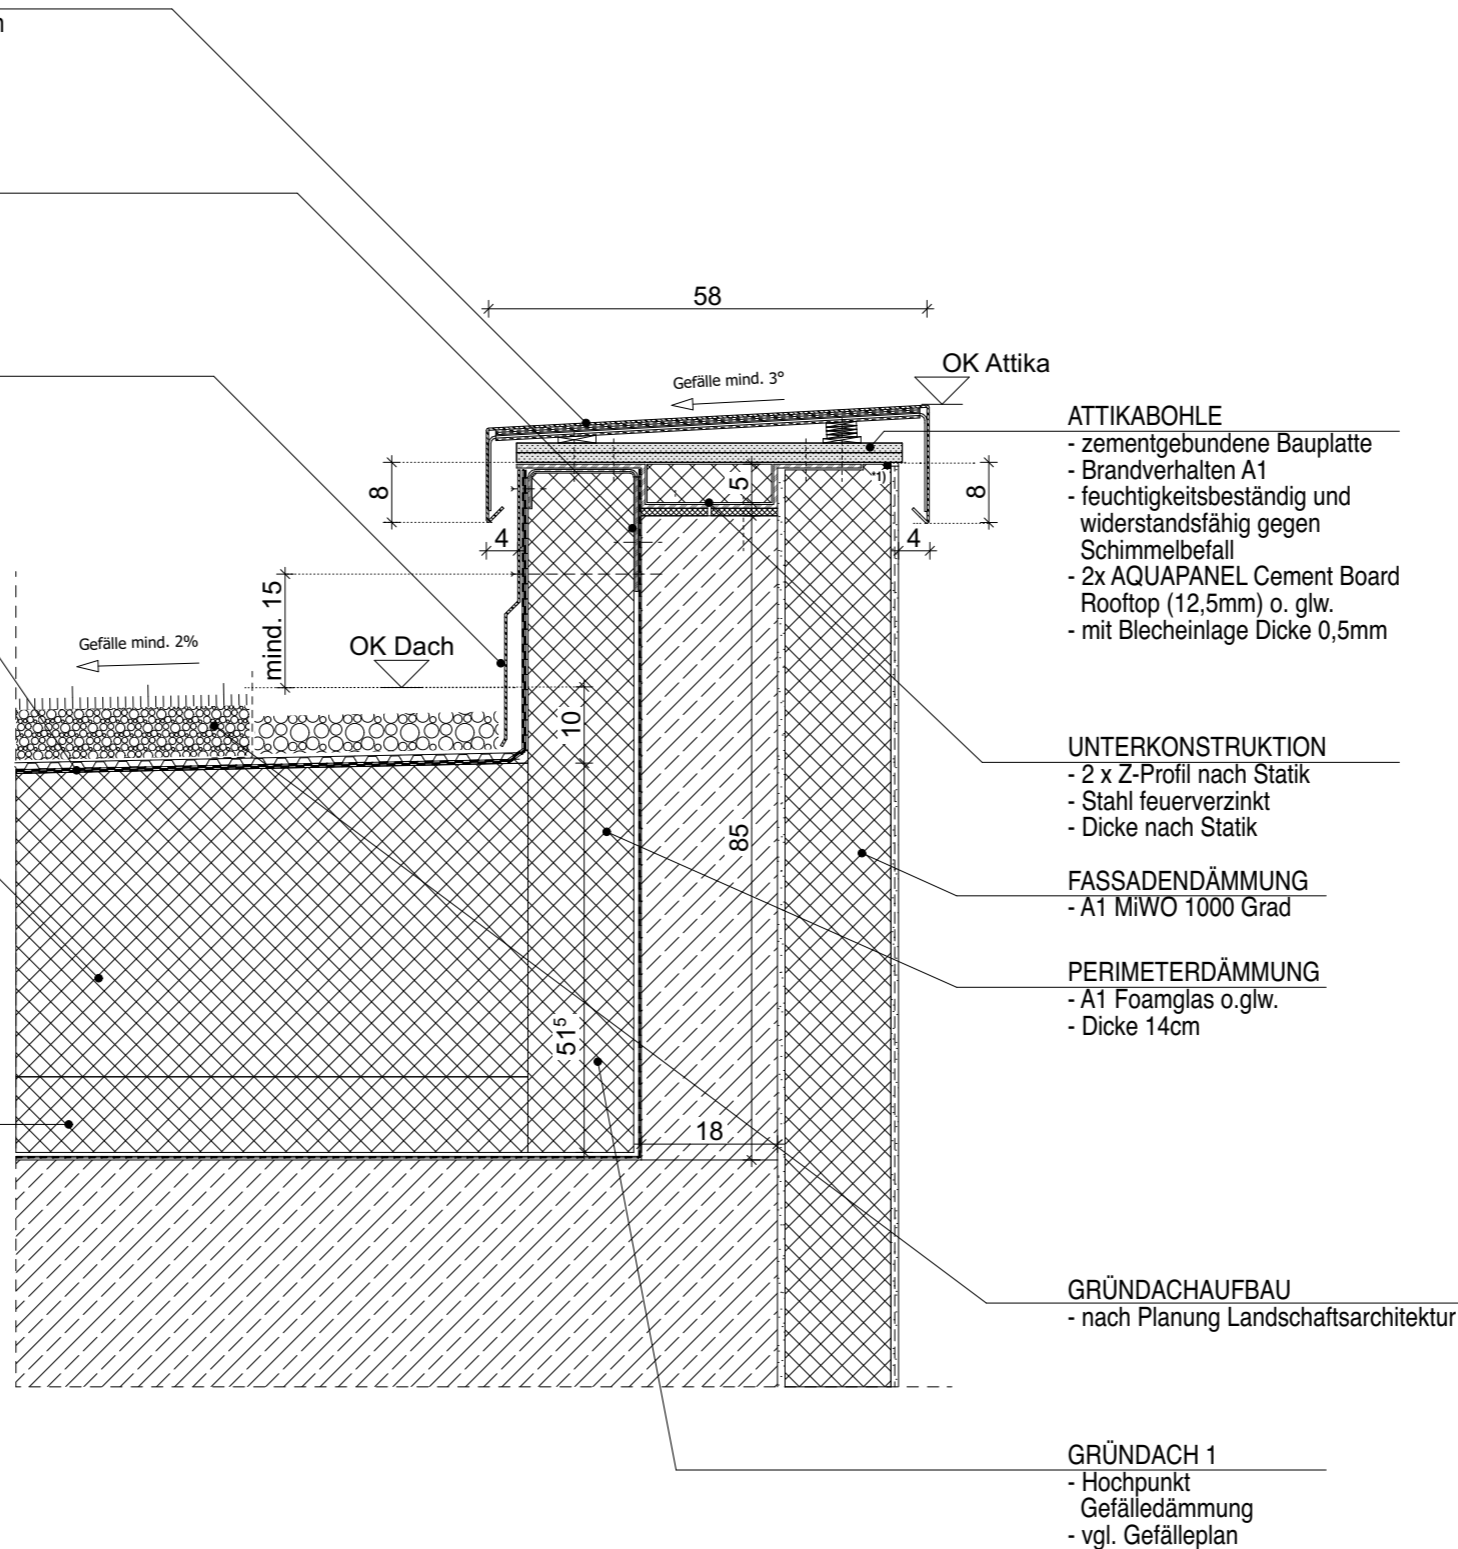 n
58
OK Attika
Gefälle mind. 3°
8
5
8
4
4
mind. 15
Gefälle mind. 2%
OK Dach
10
85
51⁵
18
ATTIKABOHLE
- zementgebundene Bauplatte
- Brandverhalten A1
- feuchtigkeitsbeständig und
widerstandsfähig gegen
Schimmelbefall
- 2x AQUAPANEL Cement Board
Rooftop (12,5mm) o. glw.
- mit Blecheinlage Dicke 0,5mm
UNTERKONSTRUKTION
- 2 x Z-Profil nach Statik
- Stahl feuerverzinkt
- Dicke nach Statik
FASSADENDÄMMUNG
- A1 MiWO 1000 Grad
PERIMETERDÄMMUNG
- A1 Foamglas o.glw.
- Dicke 14cm
GRÜNDACHAUFBAU
- nach Planung Landschaftsarchitektur
GRÜNDACH 1
- Hochpunkt
Gefälledämmung
- vgl. Gefälleplan